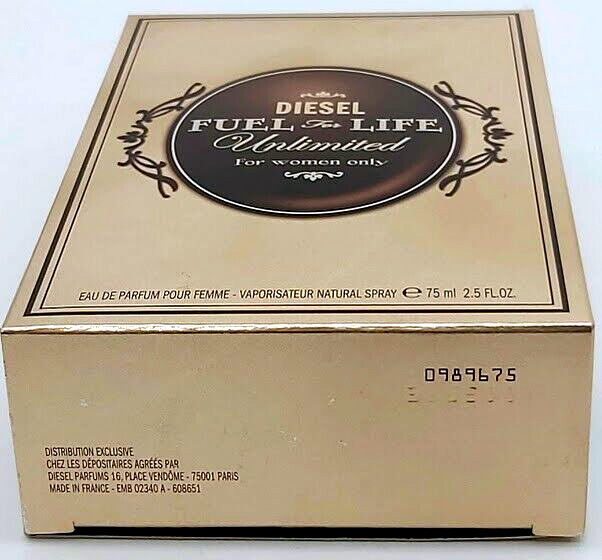 DIESEL
FUEL For LIFE
Unlimited
For women only
EAU DE PARFUM POUR FEMME - VAPORISATEUR NATURAL SPRAY ℮ 75 ml 2.5 FL.OZ.
0989675
DISTRIBUTION EXCLUSIVE
CHEZ LES DÉPOSITAIRES AGRÉÉS PAR
DIESEL PARFUMS 16, PLACE VENDÔME - 75001 PARIS
MADE IN FRANCE - EMB 02340 A - 608651